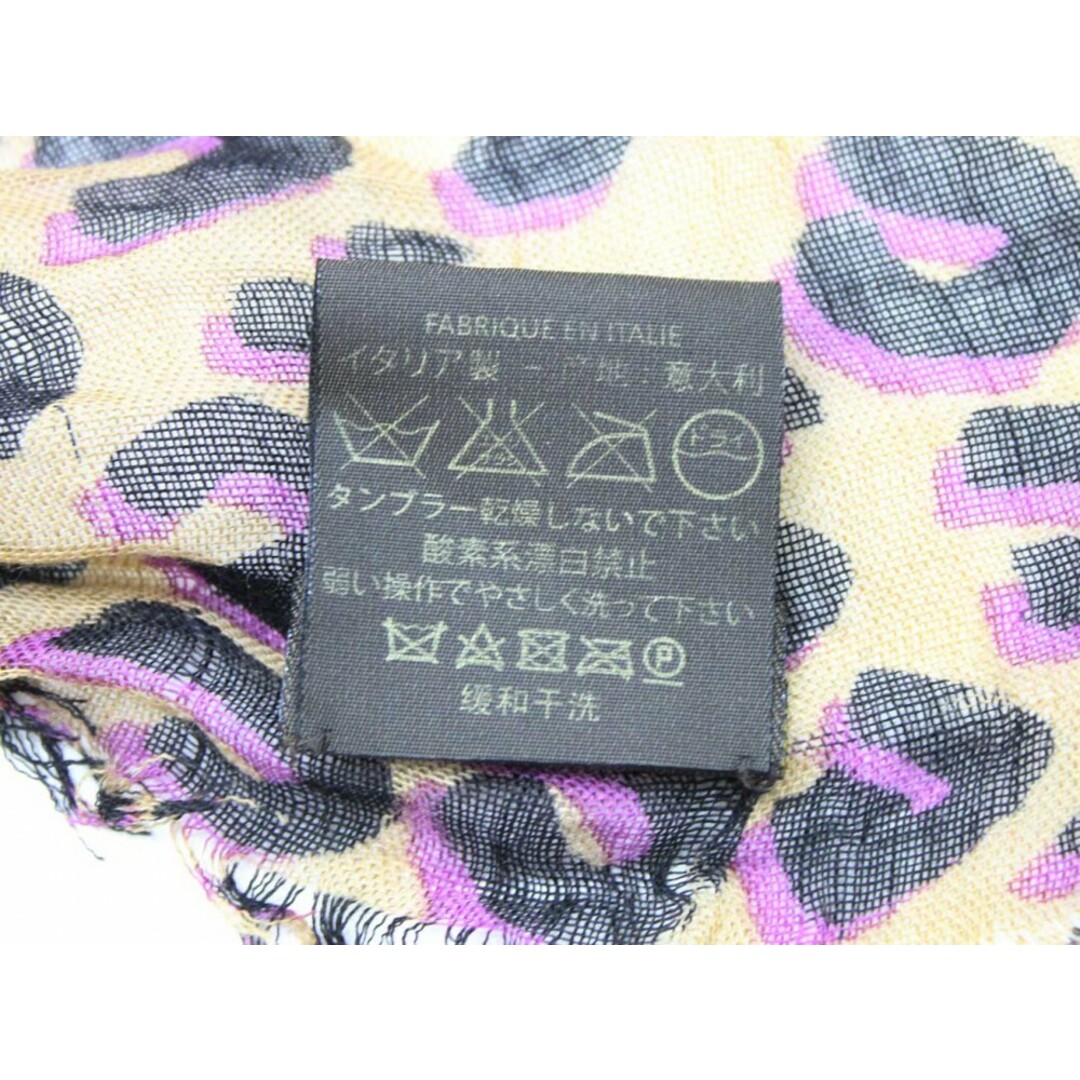 FABRIQUE EN ITALIE
イタリア製 - 产地：意大利
ドライ
タンブラー乾燥しないで下さい
酸素系漂白禁止
弱い操作でやさしく洗って下さい
P
缓和干洗